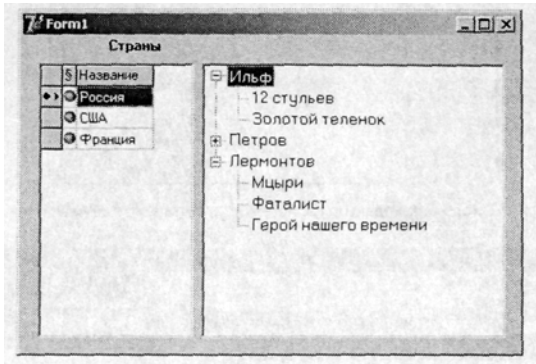 Form1
Страны
§ Название
Россия
США
Франция
Ильф
12 стульев
Золотой теленок
Петров
Лермонтов
Мцыри
Фаталист
Герой нашего времени